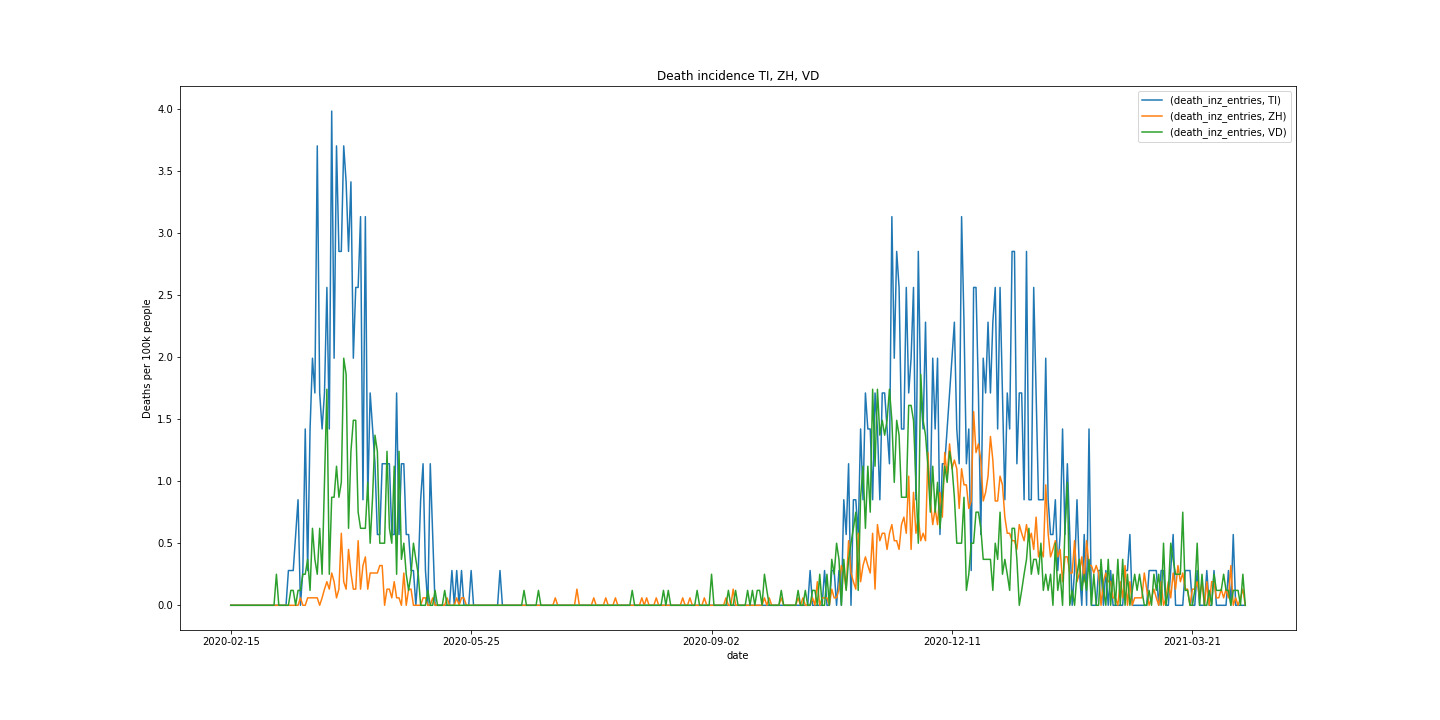 Death incidence TI, ZH, VD
(death_inz_entries, TI)
(death_inz_entries, ZH)
(death_inz_entries, VD)
Deaths per 100k people
4.0
3.5
3.0
2.5
2.0
1.5
1.0
0.5
0.0
2020-02-15 2020-05-25 2020-09-02 2020-12-11 2021-03-21
date